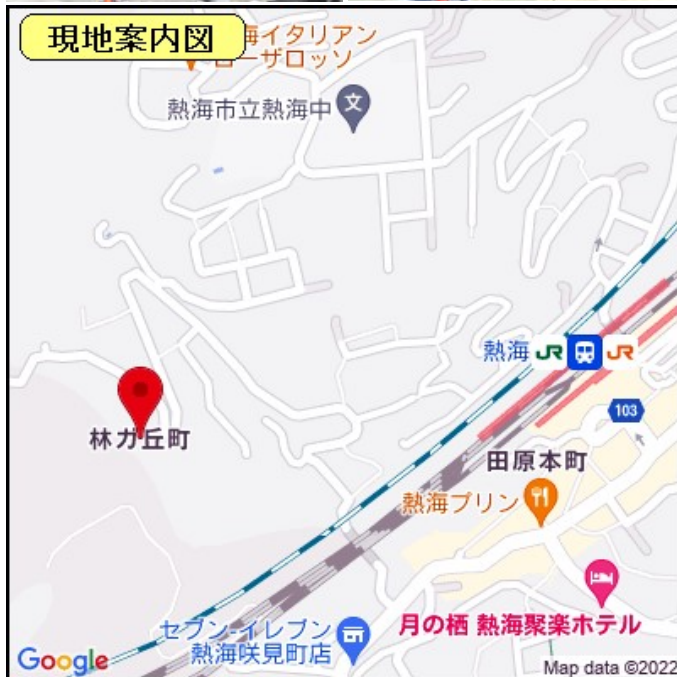 現地案内図
海イタリアン
ローザロッソ
熱海市立熱海中
文
熱海 JR JR
103
林ガ丘町
田原本町
熱海プリン
月の栖 熱海聚楽ホテル
セブン-イレブン
熱海咲見町店
Google
Map data ©2022